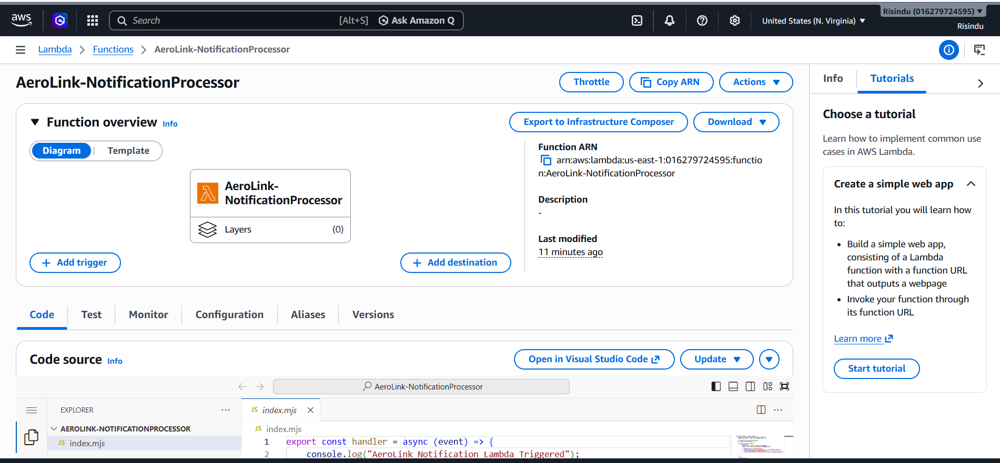 aws
Search
[Alt+S]
Ask Amazon Q
United States (N. Virginia)
Risindu (016279724595)
Risindu
Lambda
Functions
AeroLink-NotificationProcessor
AeroLink-NotificationProcessor
Throttle
Copy ARN
Actions
Function overview Info
Export to Infrastructure Composer
Download
Diagram
Template
AeroLink-
NotificationProcessor
Layers (0)
Add trigger
Add destination
Function ARN
arn:aws:lambda:us-east-1:016279724595:functio
n:AeroLink-NotificationProcessor
Description
-
Last modified
11 minutes ago
Code
Test
Monitor
Configuration
Aliases
Versions
Code source Info
Open in Visual Studio Code
Update
AeroLink-NotificationProcessor
EXPLORER
AEROLINK-NOTIFICATIONPROCESSOR
JS index.mjs
JS index.mjs
JS index.mjs
1 export const handler = async (event) => {
2 console.log("AeroLink Notification Lambda Triggered");
Info
Tutorials
Choose a tutorial
Learn how to implement common use
cases in AWS Lambda.
Create a simple web app
In this tutorial you will learn how
to:
• Build a simple web app,
consisting of a Lambda
function with a function URL
that outputs a webpage
• Invoke your function through
its function URL
Learn more
Start tutorial